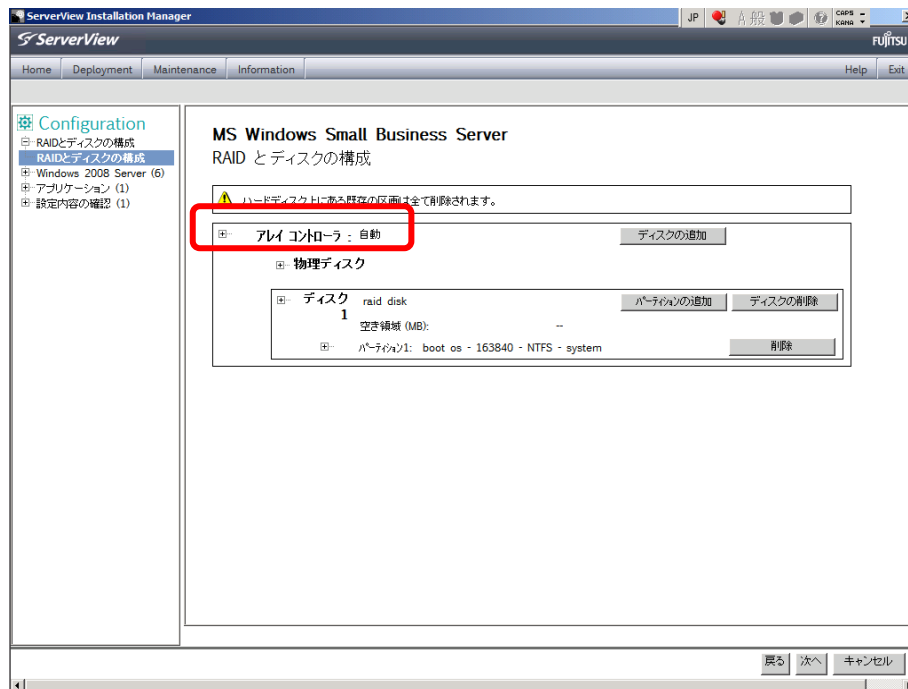 ServerView Installation Manager
JP A 般 CAPS KANA
ServerView
FUJITSU
Home Deployment Maintenance Information Help Exit
Configuration
RAIDとディスクの構成
RAIDとディスクの構成
Windows 2008 Server (6)
アプリケーション (1)
設定内容の確認 (1)
MS Windows Small Business Server
RAID とディスクの構成
ハードディスク上にある既存の区画は全て削除されます。
アレイ コントローラ : 自動 ディスクの追加
物理ディスク
ディスク 1 raid disk パーティションの追加 ディスクの削除
空き領域 (MB): --
パーティション1: boot os - 163840 - NTFS - system 削除
戻る 次へ キャンセル